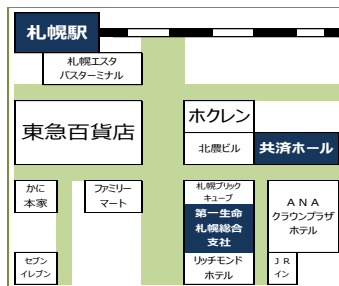 札幌駅
札幌エスタ
バスターミナル
東急百貨店
ホクレン
北農ビル
共済ホール
かに
本家
ファミリー
マート
札幌ブリック
キューブ
第一生命
札幌総合
支社
ANA
クラウンプラザ
ホテル
セブン
イレブン
リッチモンド
ホテル
JR
イン